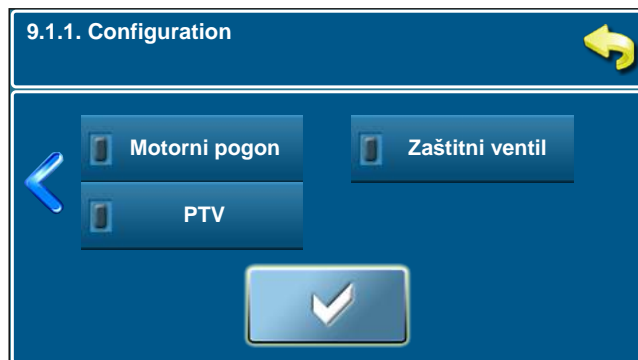 9.1.1. Configuration
Motorni pogon
Zaštitni ventil
PTV